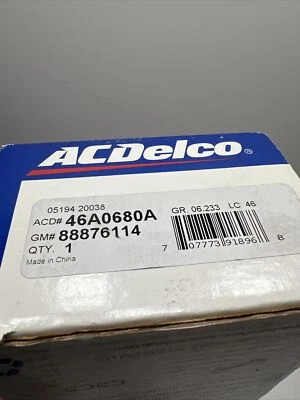 ACDelco
05194 20038 GR. 06.233 LC 46
ACD# 46A0680A
GM# 88876114
QTY. 1
Made in China
7 07773 91896 8